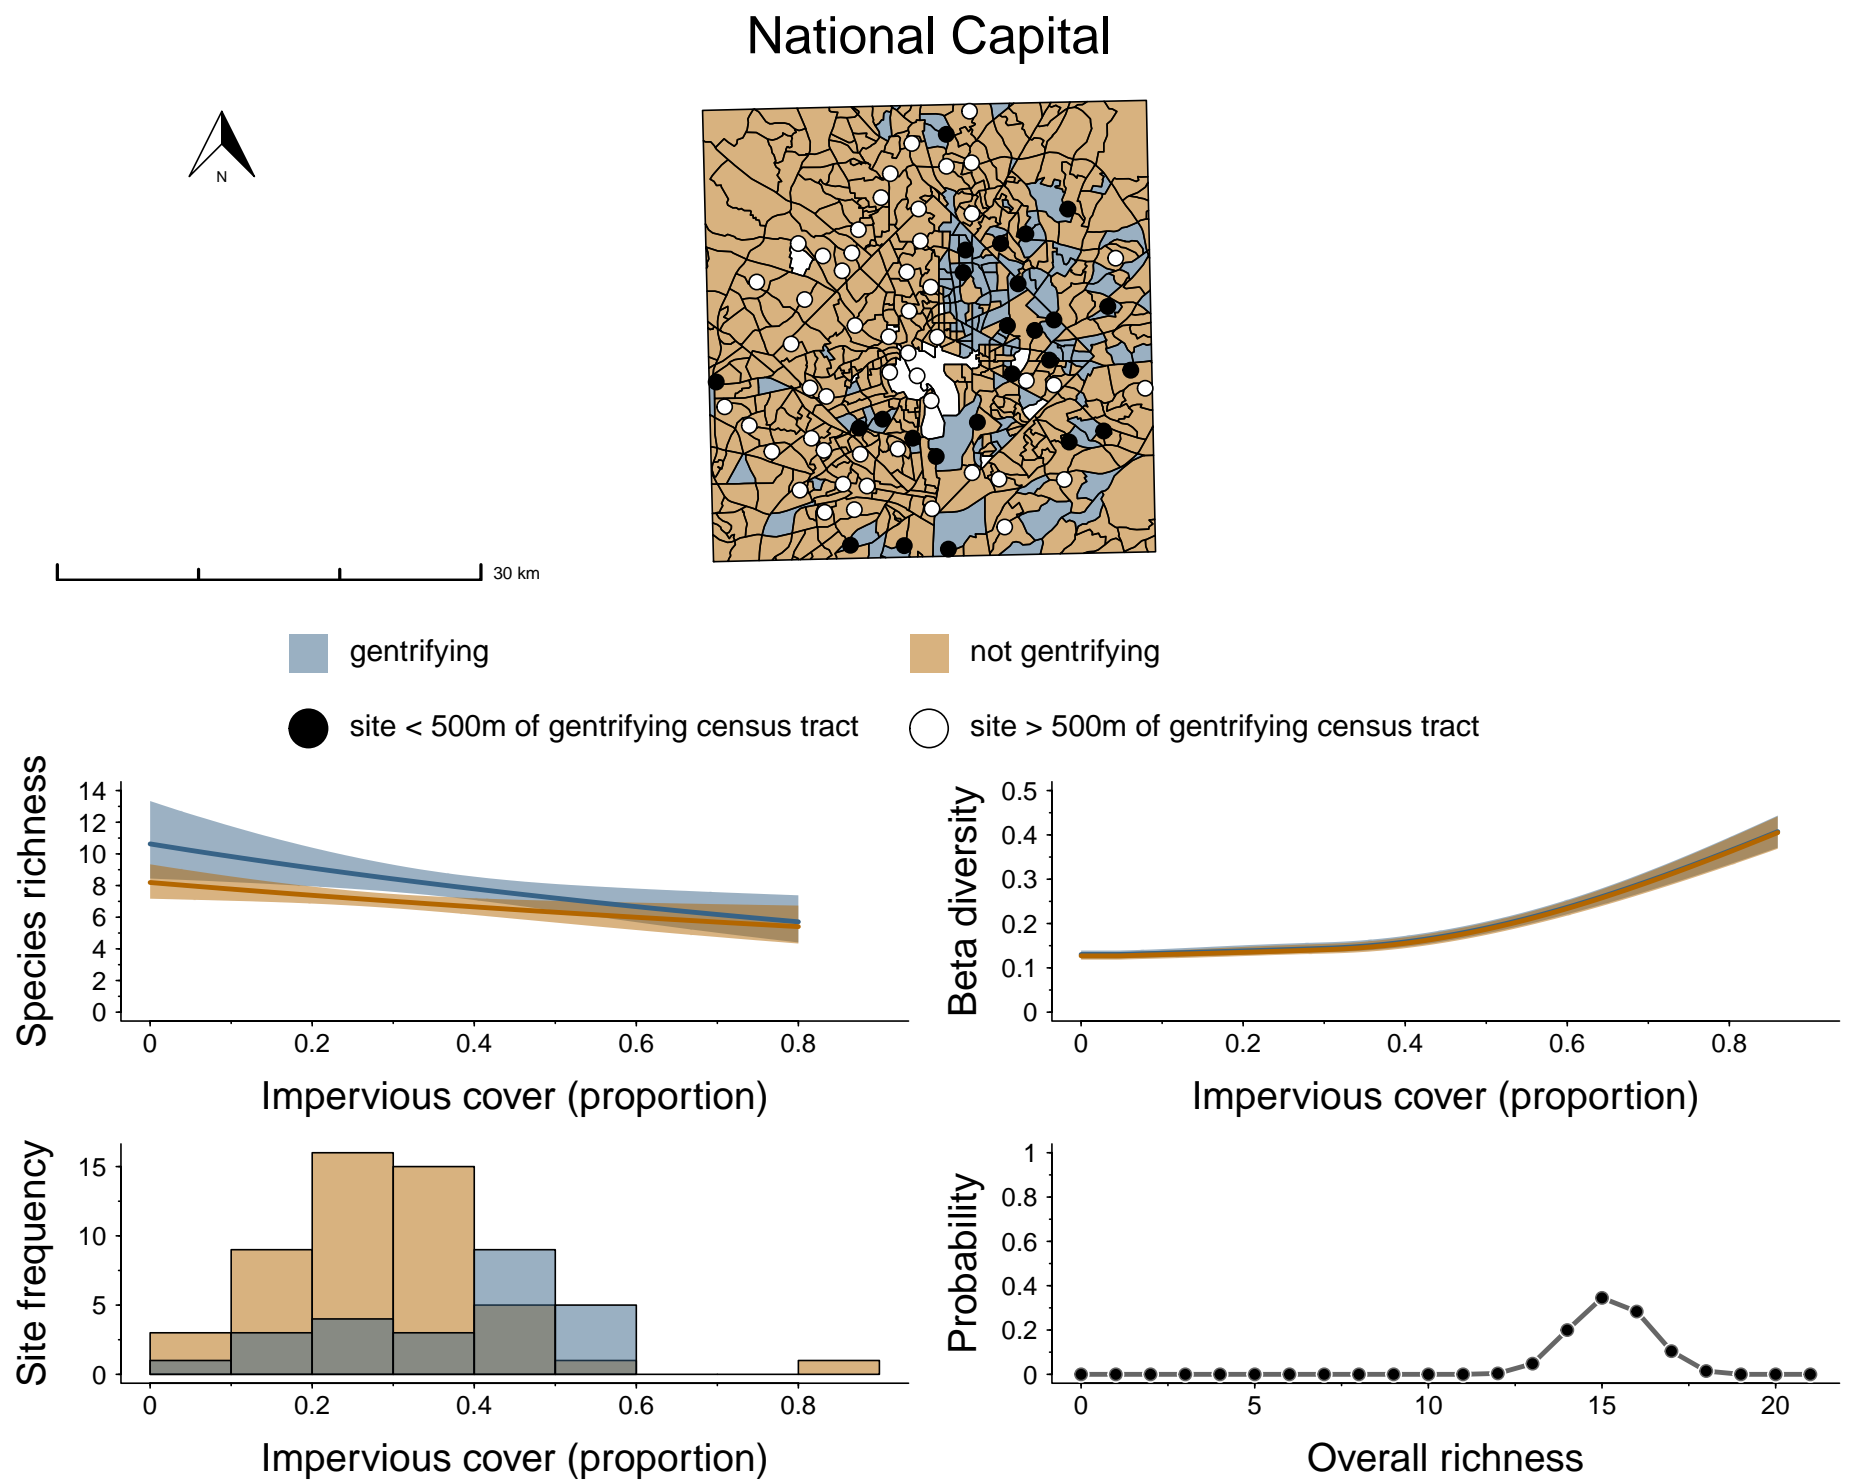 National Capital
N
30 km
gentrifying
not gentrifying
site < 500m of gentrifying census tract
site > 500m of gentrifying census tract
Species richness
14
12
10
8
6
4
2
0
0 0.2 0.4 0.6 0.8
Impervious cover (proportion)
Beta diversity
0.5
0.4
0.3
0.2
0.1
0
0 0.2 0.4 0.6 0.8
Impervious cover (proportion)
Site frequency
15
10
5
0
0 0.2 0.4 0.6 0.8
Impervious cover (proportion)
Probability
1
0.8
0.6
0.4
0.2
0
0 5 10 15 20
Overall richness